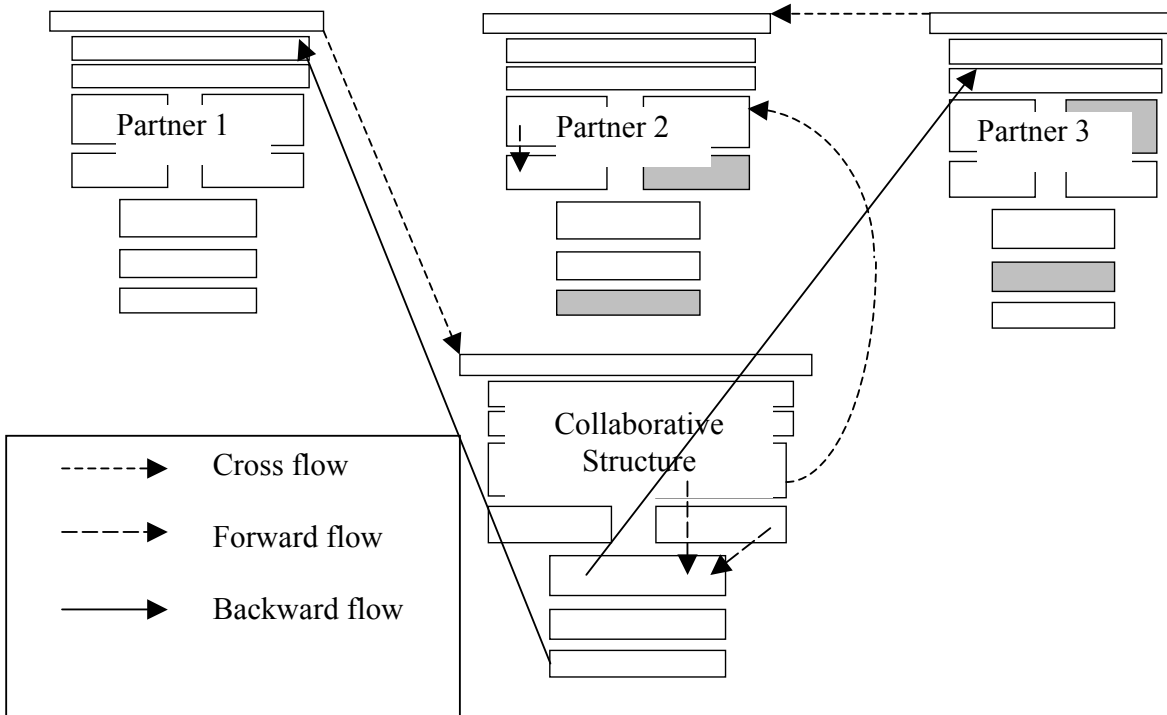 Partner 1
Partner 2
Partner 3
Collaborative
Structure
Cross flow
Forward flow
Backward flow